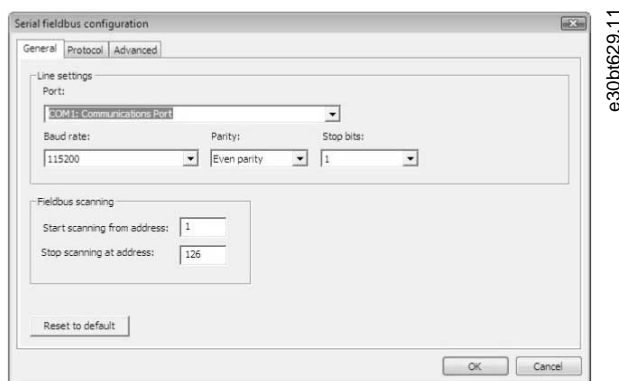 Serial fieldbus configuration
General Protocol Advanced
Line settings
Port:
COM1: Communications Port
Baud rate: Parity: Stop bits:
115200 Even parity 1
Fieldbus scanning
Start scanning from address: 1
Stop scanning at address: 126
Reset to default
OK Cancel
e30bt629.11